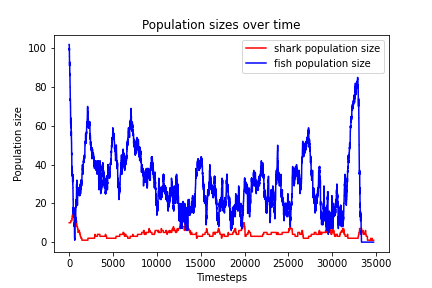 Population sizes over time
shark population size
fish population size
Population size
100
80
60
40
20
0
0 5000 10000 15000 20000 25000 30000 35000
Timesteps